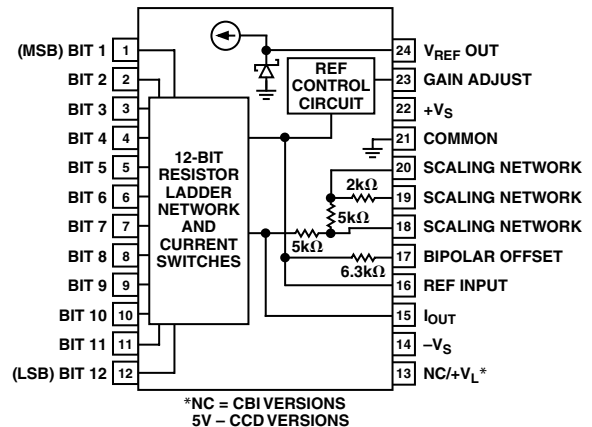 (MSB) BIT 1 1
BIT 2 2
BIT 3 3
BIT 4 4
BIT 5 5
BIT 6 6
BIT 7 7
BIT 8 8
BIT 9 9
BIT 10 10
BIT 11 11
(LSB) BIT 12 12
12-BIT
RESISTOR
LADDER
NETWORK
AND
CURRENT
SWITCHES
REF
CONTROL
CIRCUIT
2kΩ
5kΩ
5kΩ
6.3kΩ
24 VREF OUT
23 GAIN ADJUST
22 +VS
21 COMMON
20 SCALING NETWORK
19 SCALING NETWORK
18 SCALING NETWORK
17 BIPOLAR OFFSET
16 REF INPUT
15 IOUT
14 –VS
13 NC/+VL*
*NC = CBI VERSIONS
5V – CCD VERSIONS